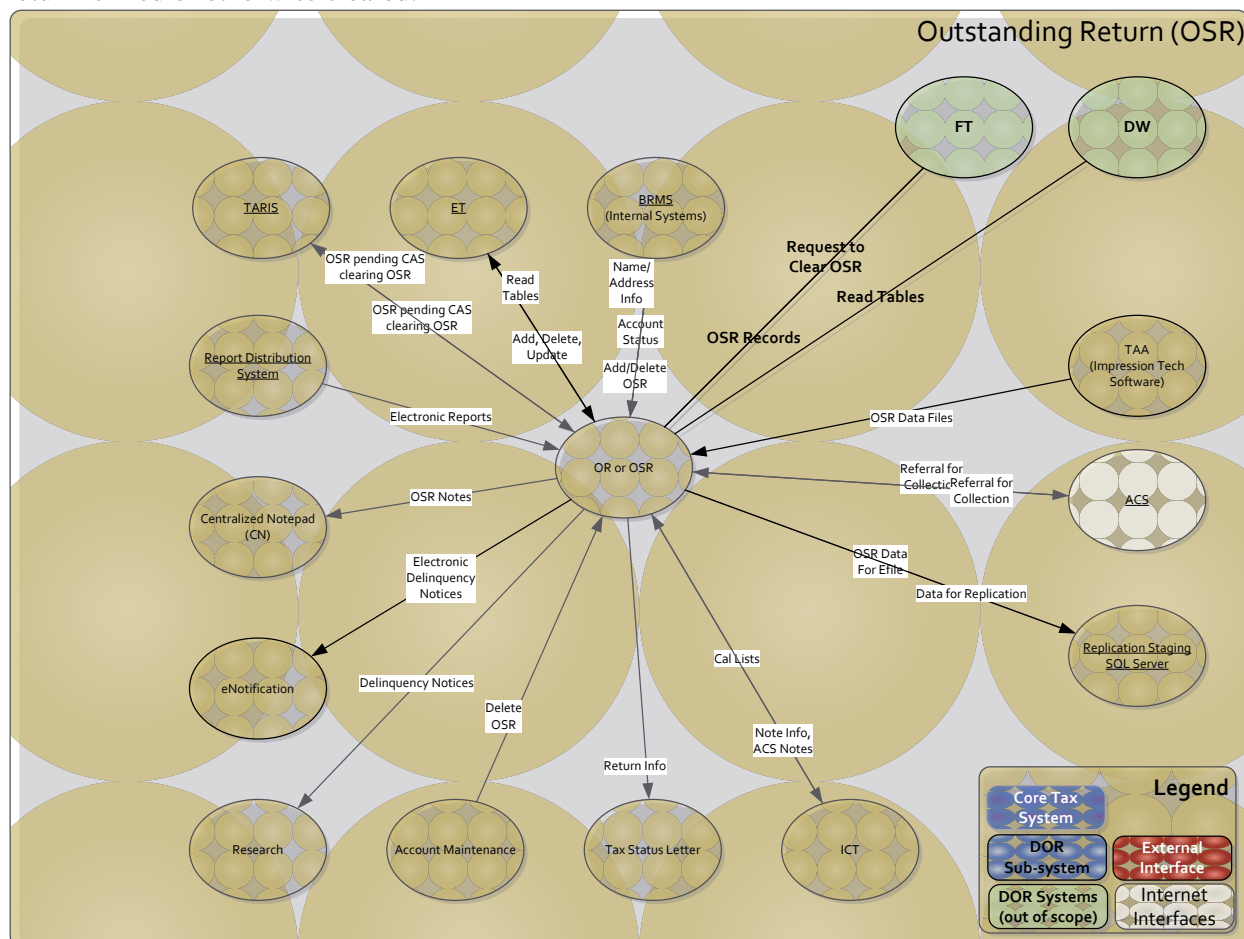 Outstanding Return (OSR)
FT
DW
TARIS
ET
BRMS
(Internal Systems)
OSR pending CAS
clearing OSR
Read
Tables
Name/
Address
Info
Request to
Clear OSR
Read Tables
OSR pending CAS
clearing OSR
Add, Delete,
Update
Account
Status
OSR Records
Report Distribution
System
Add/Delete
OSR
TAA
(Impression Tech
Software)
Electronic Reports
OSR Data Files
OR or OSR
Referral for
Referral for
Collection
ACS
OSR Notes
Centralized Notepad
(CN)
Electronic
Delinquency
Notices
OSR Data
For Efile
Data for Replication
Replication Staging
SQL Server
eNotification
Delinquency Notices
Cal Lists
Delete
OSR
Note Info,
ACS Notes
Return Info
Research
Account Maintenance
Tax Status Letter
ICT
Legend
Core Tax
System
DOR
Sub-system
External
Interface
DOR Systems
(out of scope)
Internet
Interfaces